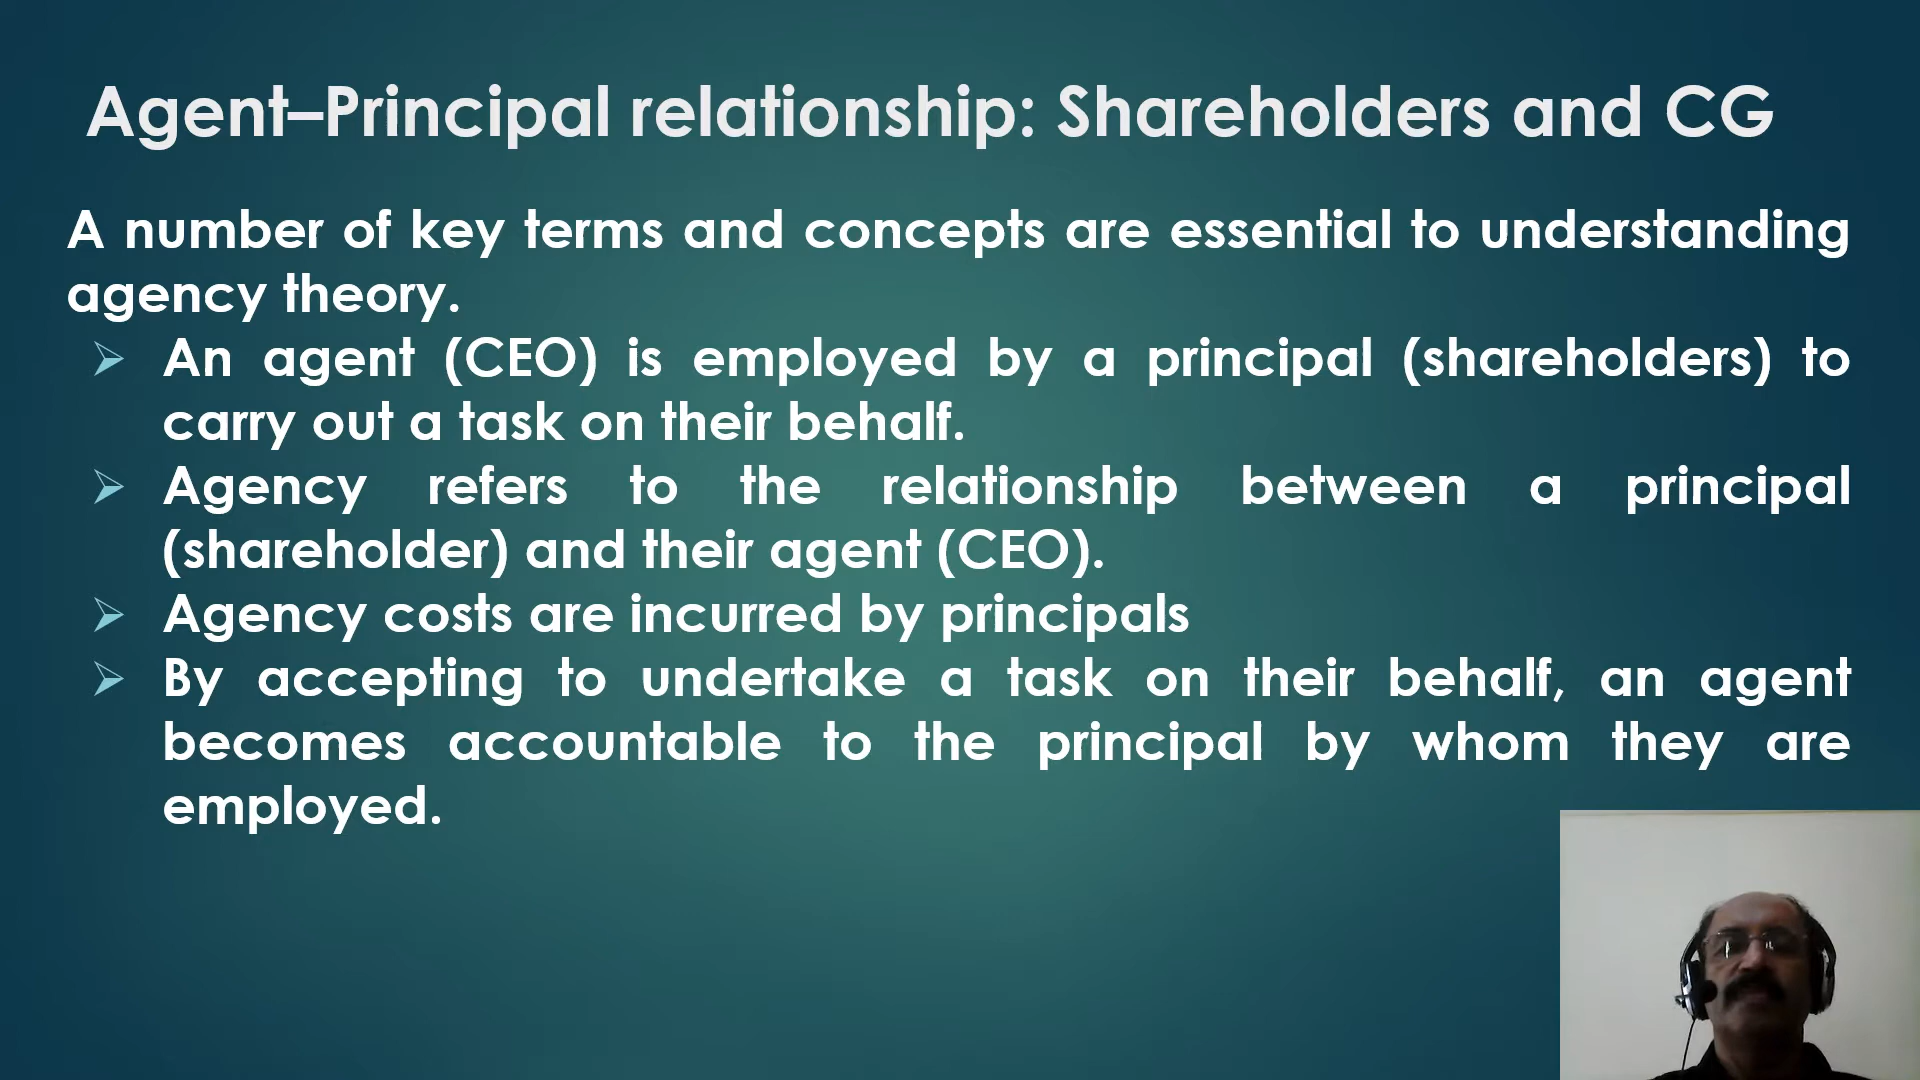 Agent–Principal relationship: Shareholders and CG
A number of key terms and concepts are essential to understanding
agency theory.
An agent (CEO) is employed by a principal (shareholders) to
carry out a task on their behalf.
Agency refers to the relationship between a principal
(shareholder) and their agent (CEO).
Agency costs are incurred by principals
By accepting to undertake a task on their behalf, an agent
becomes accountable to the principal by whom they are
employed.